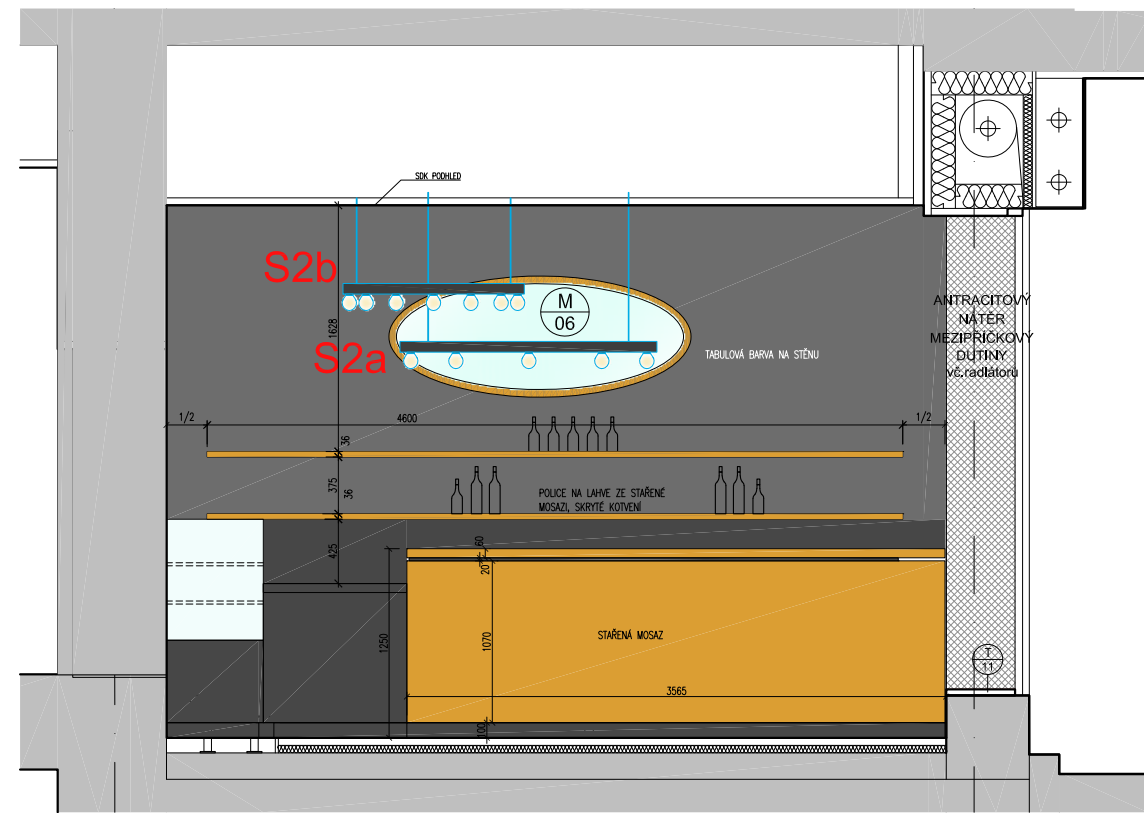 SDK PODHLED
S2b
M
06
S2a
1628
TABULOVÁ BARVA NA STĚNU
ANTRACITOVÝ
NÁTĚR
MEZIPŘÍČKOVÝ
DUTINY
vč.radiátorů
1/2
4600
1/2
36
375
36
POLICE NA LAHVE ZE STAŘENÉ
MOSAZI, SKRYTÉ KOTVENÍ
425
60
20
1250
1070
STAŘENÁ MOSAZ
3565
100
T
11